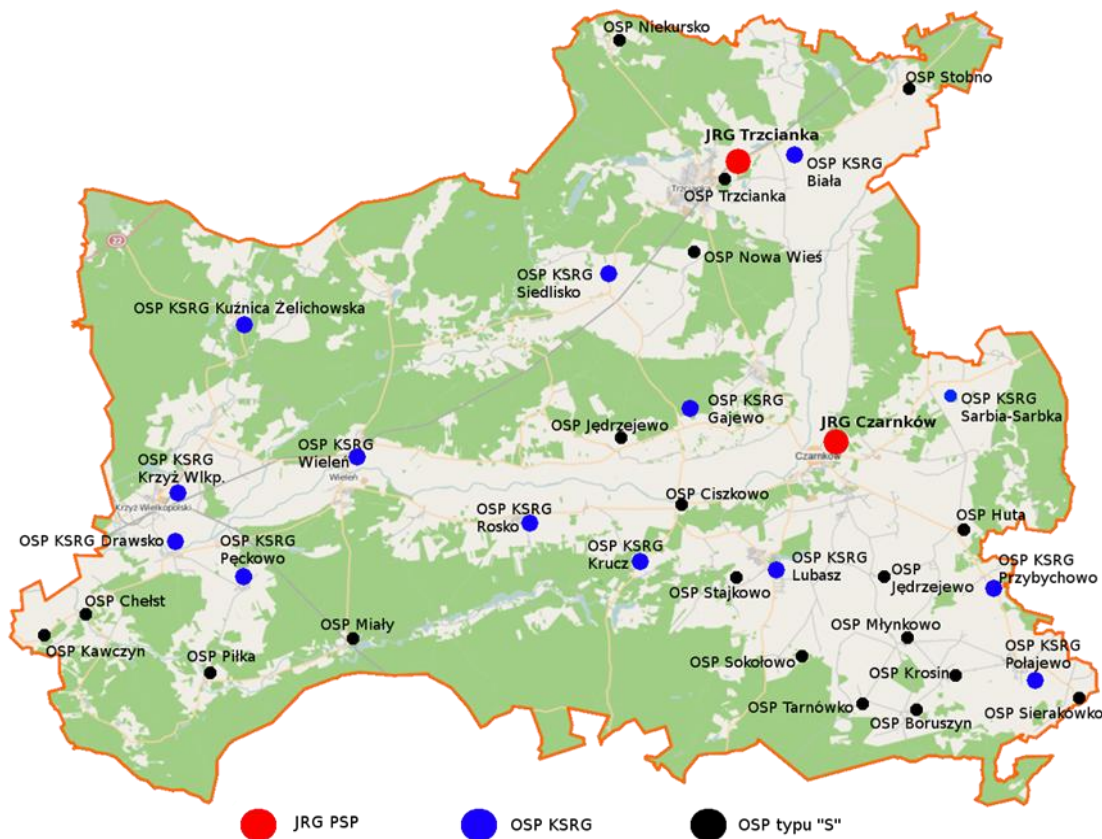 OSP Niekursko
OSP Stobno
JRG Trzcianka
OSP KSRG
Biała
Trzcianka
OSP Trzcianka
OSP Nowa Wieś
22
OSP KSRG
Siedlisko
OSP KSRG Kuźnica Żelichowska
OSP KSRG
Sarbia-Sarbka
OSP KSRG
Gajewo
OSP Jędrzejewo
JRG Czarnków
Czarnków
OSP KSRG
Wieleń
Wieleń
OSP KSRG
Krzyż Wlkp.
Krzyż Wielkopolski
OSP Ciszkowo
OSP KSRG
Rosko
OSP Huta
OSP KSRG Drawsko
OSP KSRG
Pęckowo
OSP KSRG
Krucz
OSP KSRG
Lubasz
OSP Stajkowo
OSP
Jędrzejewo
OSP KSRG
Przybychowo
OSP Chełst
OSP Kawczyn
OSP Miały
OSP Piłka
OSP Młynkowo
OSP Sokołowo
OSP Krosin
OSP KSRG
Połajewo
OSP Tarnówko
OSP Boruszyn
OSP Sierakówko
JRG PSP
OSP KSRG
OSP typu "S"